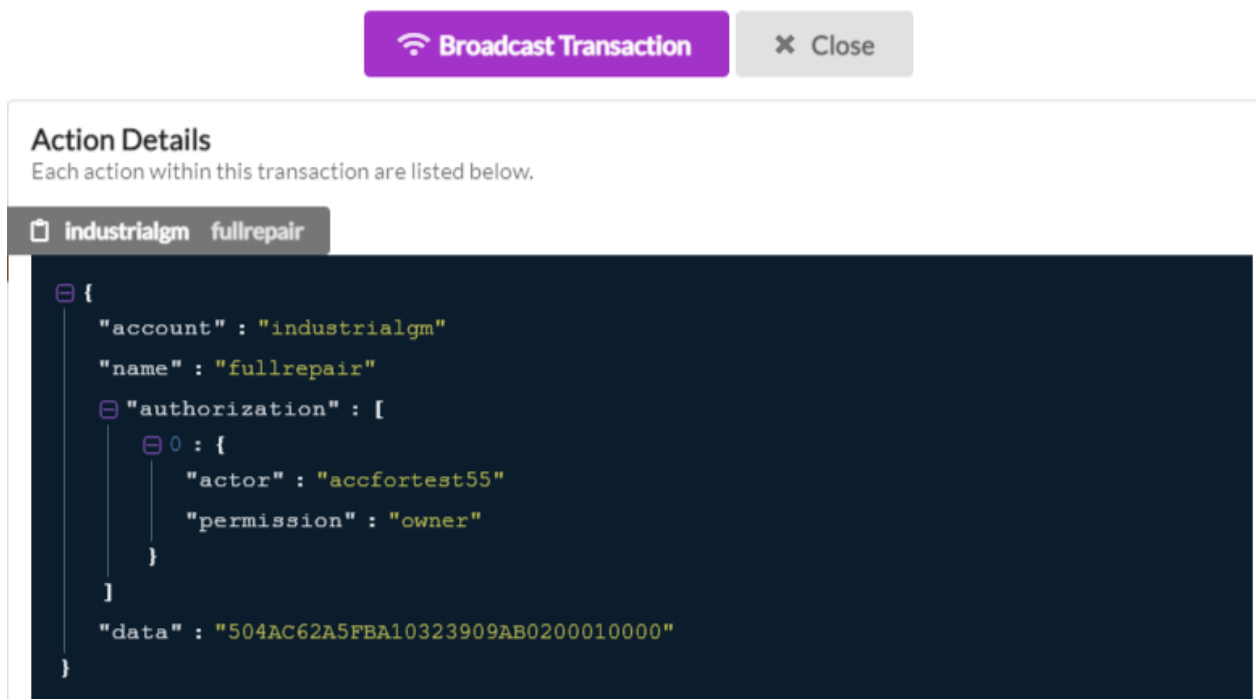 Broadcast Transaction
Close
Action Details
Each action within this transaction are listed below.
industrialgm fullrepair
{
"account" : "industrialgm"
"name" : "fullrepair"
"authorization" : [
0 : {
"actor" : "accfortest55"
"permission" : "owner"
}
]
"data" : "504AC62A5FBA10323909AB0200010000"
}